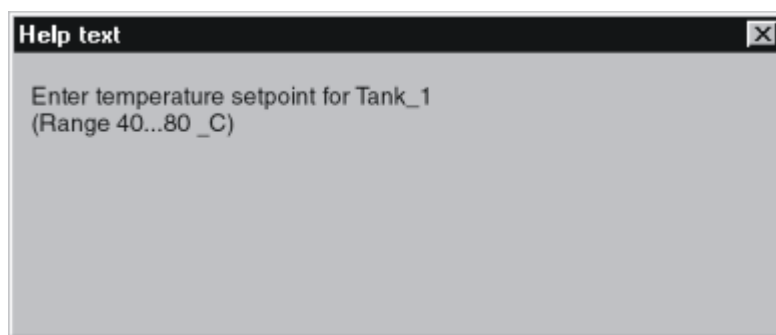 Help text
Enter temperature setpoint for Tank_1
(Range 40...80 _C)